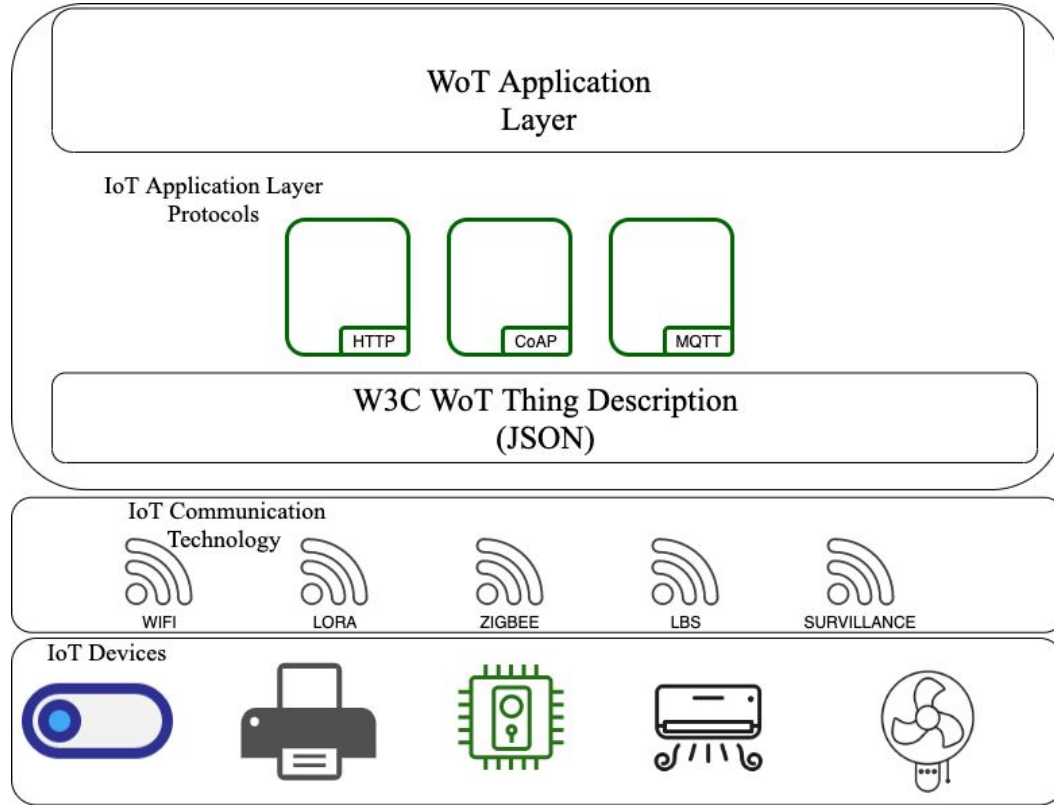 WoT Application
Layer
IoT Application Layer
Protocols
HTTP
CoAP
MQTT
W3C WoT Thing Description
(JSON)
IoT Communication
Technology
WIFI
LORA
ZIGBEE
LBS
SURVILLANCE
IoT Devices